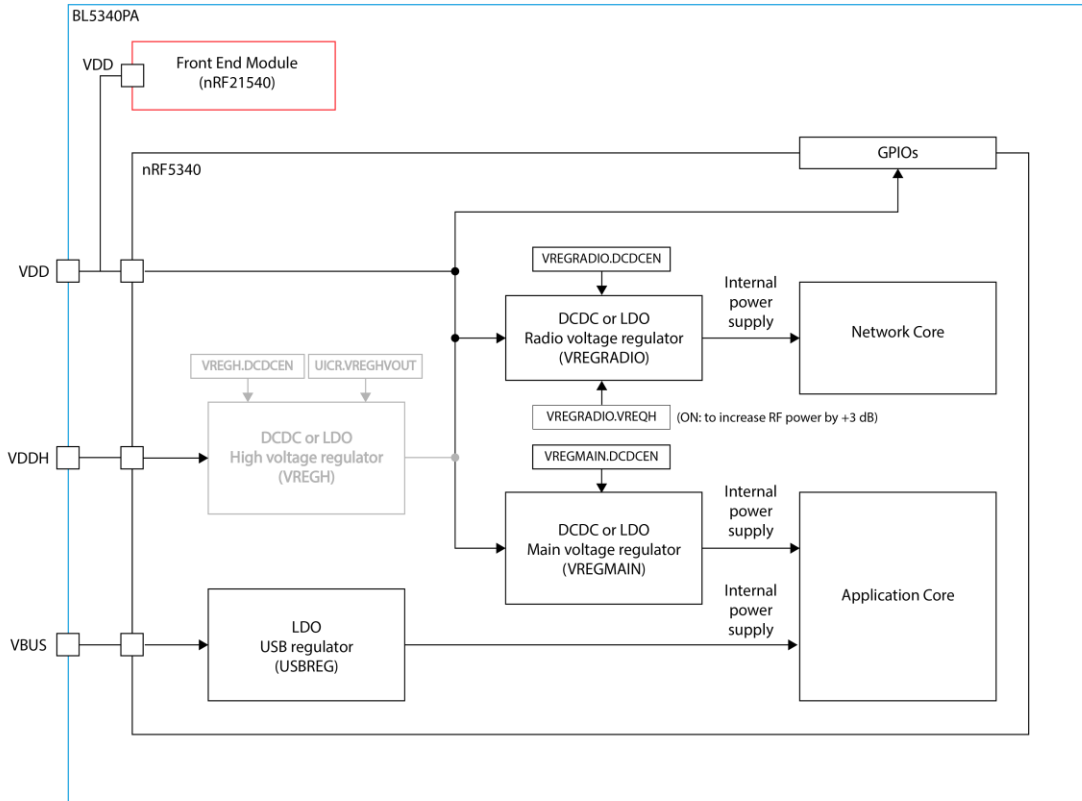 BL5340PA
VDD
Front End Module
(nRF21540)
nRF5340
GPIOs
VDD
VREGRADIO.DCDCEN
DCDC or LDO
Radio voltage regulator
(VREGRADIO)
Internal
power
supply
Network Core
VREGH.DCDCEN
UICR.VREGHVOUT
VREGRADIO.VREQH
(ON: to increase RF power by +3 dB)
VDDH
DCDC or LDO
High voltage regulator
(VREGH)
VREGMAIN.DCDCEN
DCDC or LDO
Main voltage regulator
(VREGMAIN)
Internal
power
supply
Application Core
Internal
power
supply
VBUS
LDO
USB regulator
(USBREG)